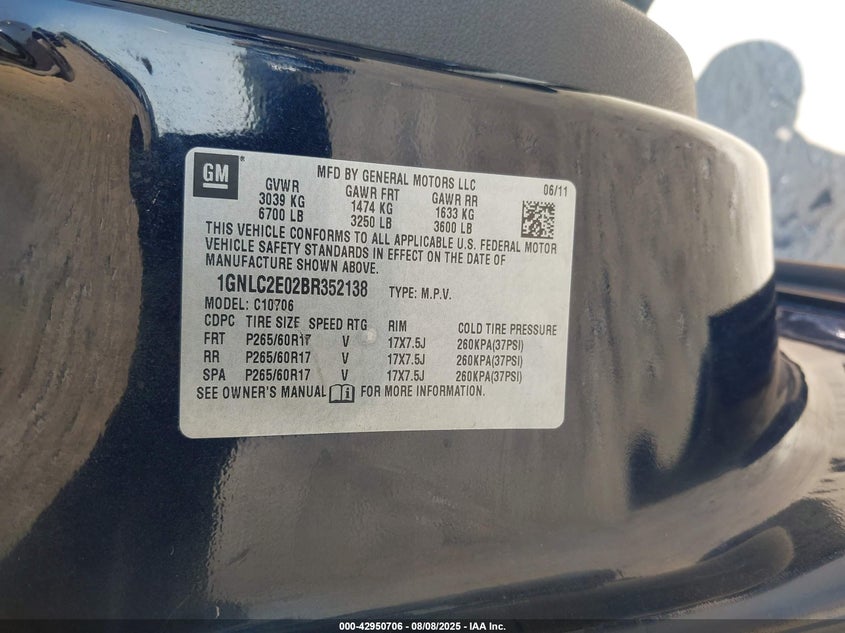 GM ®
MFD BY GENERAL MOTORS LLC 06/11
GVWR GAWR FRT GAWR RR
3039 KG 1474 KG 1633 KG
6700 LB 3250 LB 3600 LB
THIS VEHICLE CONFORMS TO ALL APPLICABLE U.S. FEDERAL MOTOR
VEHICLE SAFETY STANDARDS IN EFFECT ON THE DATE OF
MANUFACTURE SHOWN ABOVE.
1GNLC2E02BR352138 TYPE: M.P.V.
MODEL: C10706
CDPC TIRE SIZE SPEED RTG RIM COLD TIRE PRESSURE
FRT P265/60R17 V 17X7.5J 260KPA(37PSI)
RR P265/60R17 V 17X7.5J 260KPA(37PSI)
SPA P265/60R17 V 17X7.5J 260KPA(37PSI)
SEE OWNER'S MANUAL FOR MORE INFORMATION.
000-42950706 - 08/08/2025 - IAA Inc.